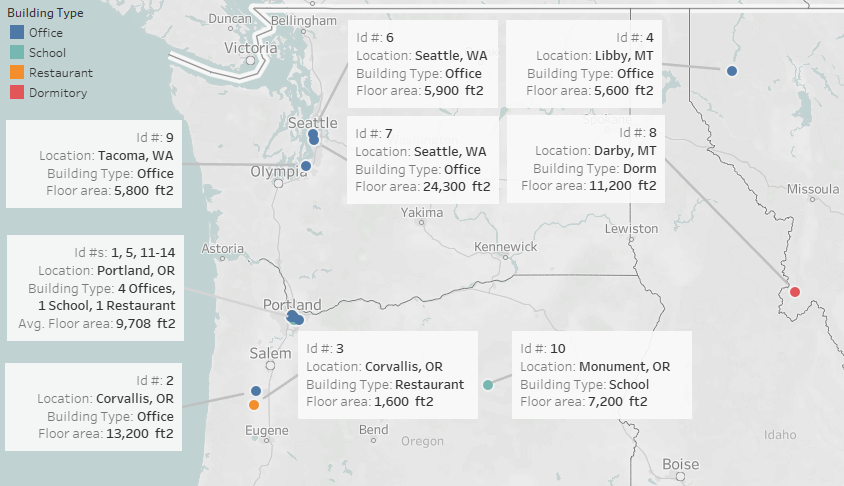 Building Type
Office
School
Restaurant
Dormitory
Duncan
Bellingham
Victoria
Seattle
Olympia
Yakima
Astoria
Kennewick
Lewiston
Missoula
Spokane
Portland
Salem
Eugene
Bend
Oregon
Idaho
Boise
Id #: 6
Location: Seattle, WA
Building Type: Office
Floor area: 5,900 ft2
Id #: 4
Location: Libby, MT
Building Type: Office
Floor area: 5,600 ft2
Id #: 9
Location: Tacoma, WA
Building Type: Office
Floor area: 5,800 ft2
Id #: 7
Location: Seattle, WA
Building Type: Office
Floor area: 24,300 ft2
Id #: 8
Location: Darby, MT
Building Type: Dorm
Floor area: 11,200 ft2
Id #s: 1, 5, 11-14
Location: Portland, OR
Building Type: 4 Offices,
1 School, 1 Restaurant
Avg. Floor area: 9,708 ft2
Id #: 2
Location: Corvallis, OR
Building Type: Office
Floor area: 13,200 ft2
Id #: 3
Location: Corvallis, OR
Building Type: Restaurant
Floor area: 1,600 ft2
Id #: 10
Location: Monument, OR
Building Type: School
Floor area: 7,200 ft2